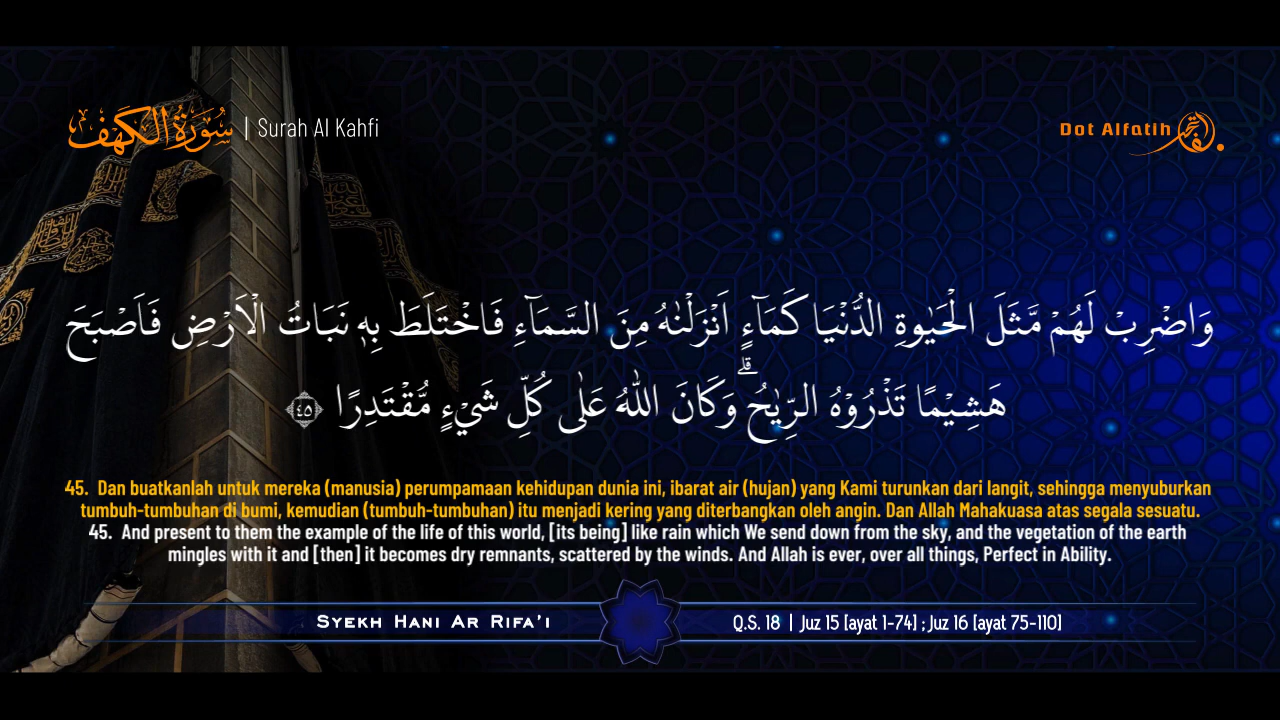 سُوْرَةُ الْكَهْف | Surah Al Kahfi
Dot Alfatih
وَاضْرِبْ لَهُمْ مَّثَلَ الْحَيٰوةِ الدُّنْيَا كَمَاۤءٍ اَنْزَلْنٰهُ مِنَ السَّمَاۤءِ فَاخْتَلَطَ بِهٖ نَبَاتُ الْاَرْضِ فَاَصْبَحَ
هَشِيْمًا تَذْرُوْهُ الرِّيٰحُ ۗوَكَانَ اللّٰهُ عَلٰى كُلِّ شَيْءٍ مُّقْتَدِرًا ٤٥
45. Dan buatkanlah untuk mereka (manusia) perumpamaan kehidupan dunia ini, ibarat air (hujan) yang Kami turunkan dari langit, sehingga menyuburkan
tumbuh-tumbuhan di bumi, kemudian (tumbuh-tumbuhan) itu menjadi kering yang diterbangkan oleh angin. Dan Allah Mahakuasa atas segala sesuatu.
45. And present to them the example of the life of this world, [its being] like rain which We send down from the sky, and the vegetation of the earth
mingles with it and [then] it becomes dry remnants, scattered by the winds. And Allah is ever, over all things, Perfect in Ability.
Syekh Hani Ar Rifa'i
Q.S. 18 | Juz 15 [ayat 1-74] ; Juz 16 [ayat 75-110]